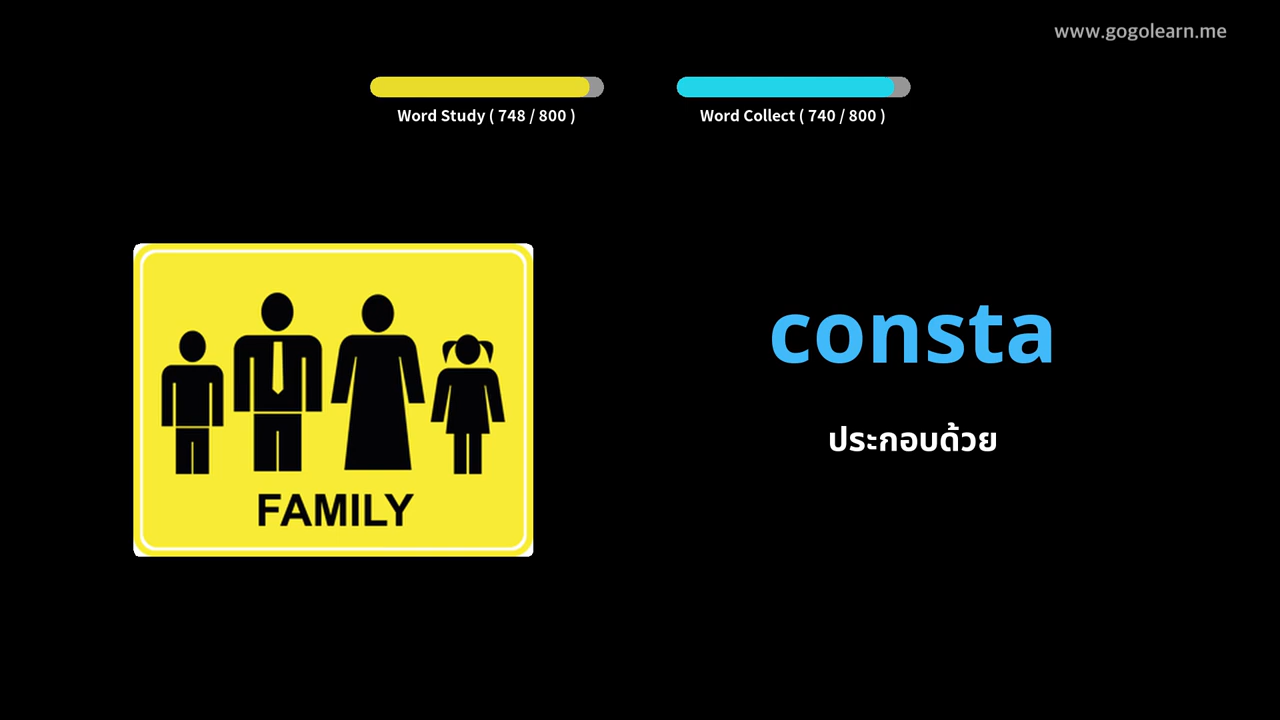 www.gogolearn.me
Word Study ( 748 / 800 )
Word Collect ( 740 / 800 )
consta
ประกอบด้วย
FAMILY